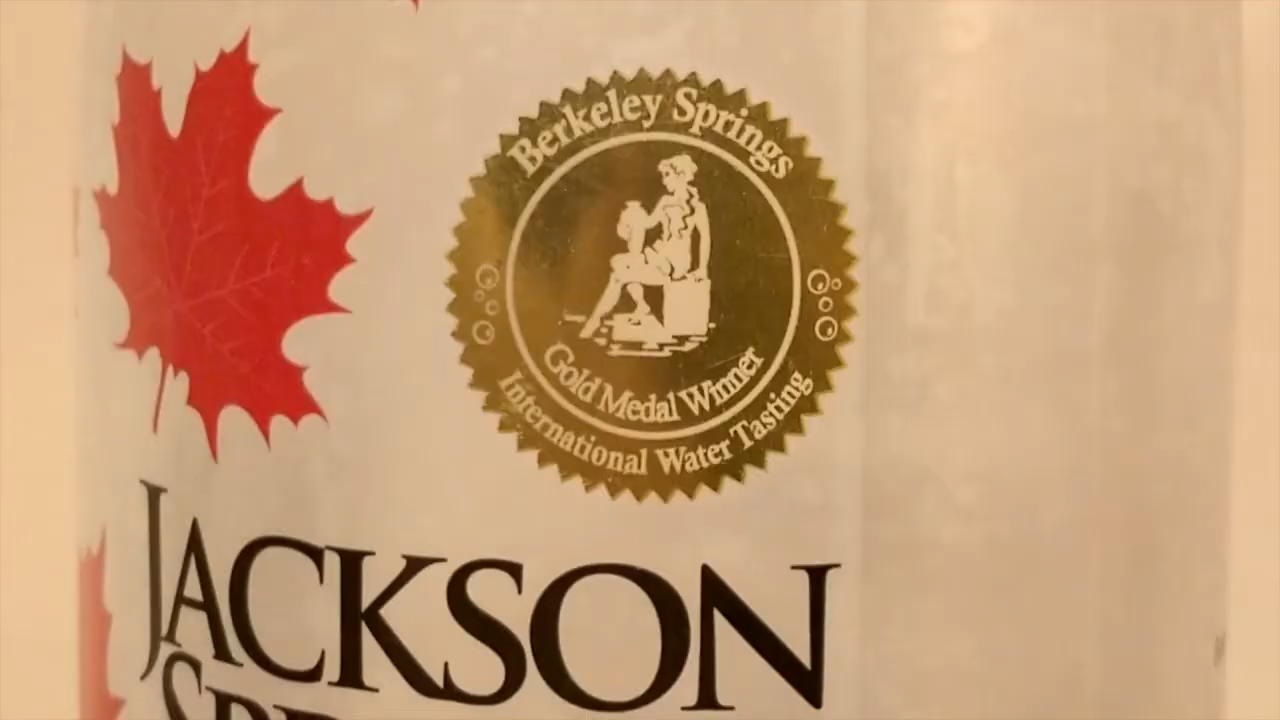 Berkeley Springs
Gold Medal Winner
International Water Tasting
JACKSON